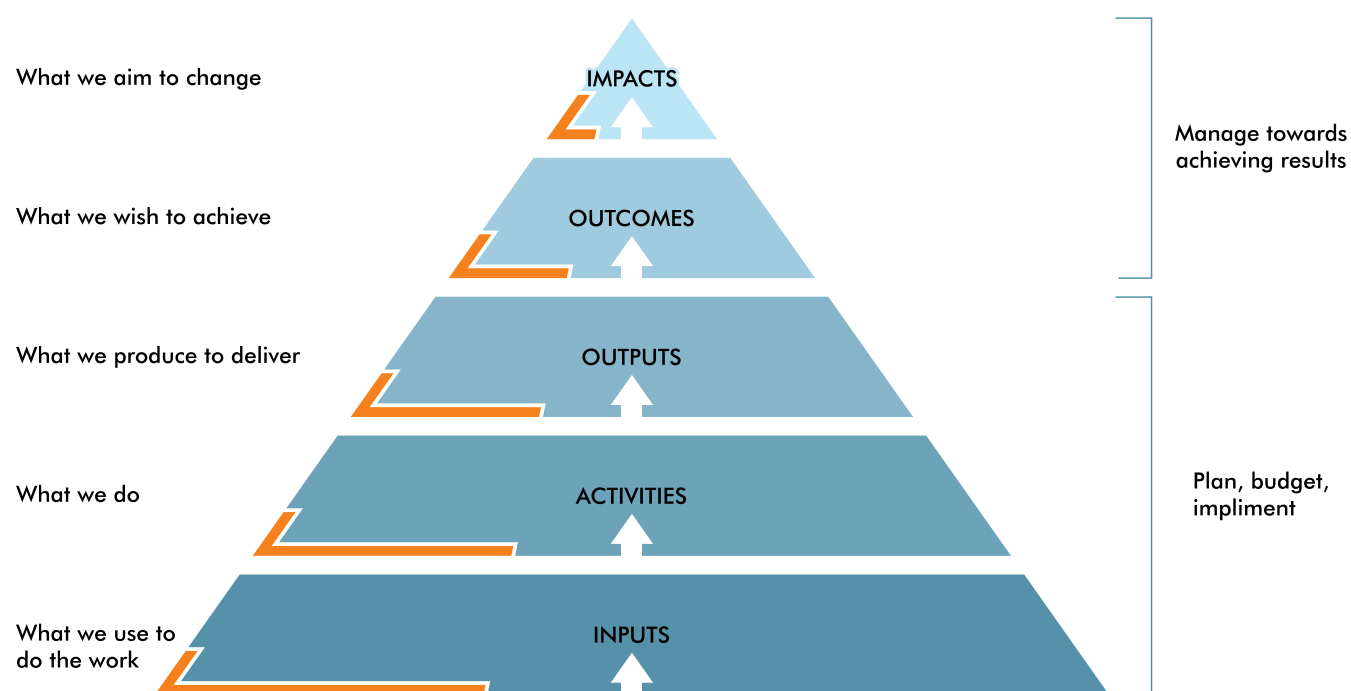 What we aim to change
IMPACTS
Manage towards
achieving results
What we wish to achieve
OUTCOMES
What we produce to deliver
OUTPUTS
What we do
ACTIVITIES
Plan, budget,
impliment
What we use to
do the work
INPUTS